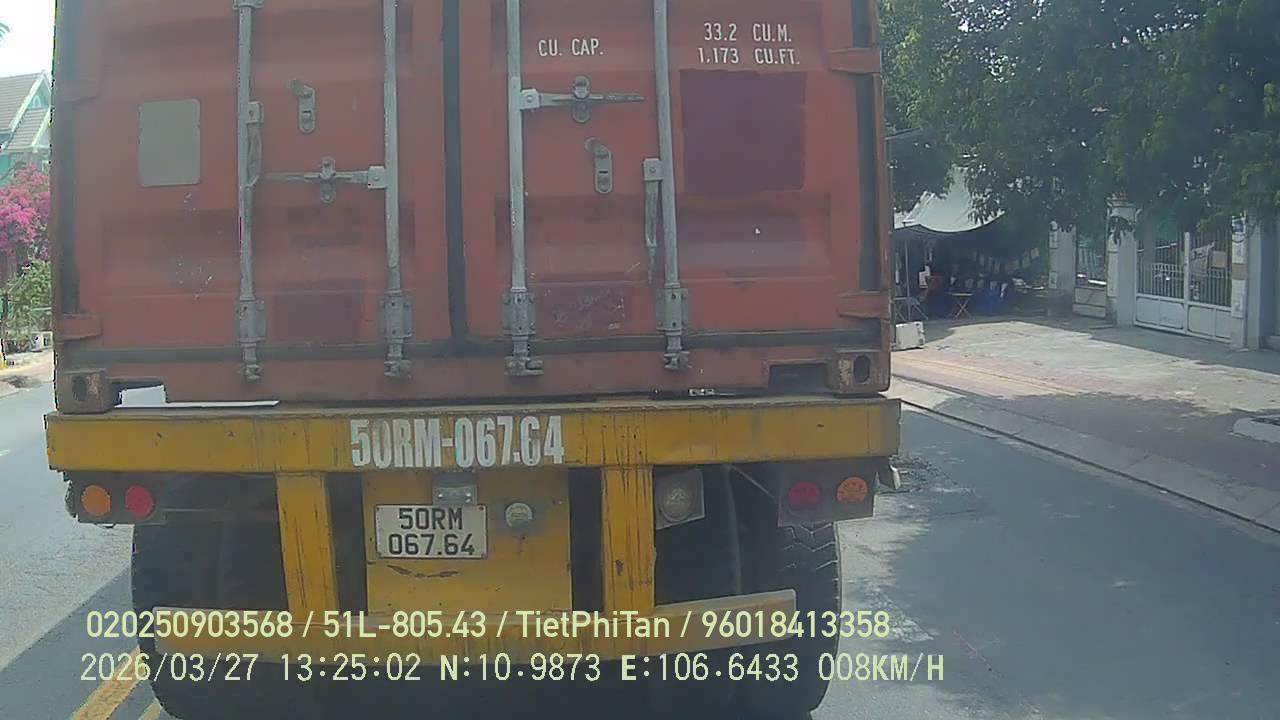 CU. CAP.
33.2 CU.M.
1.173 CU.FT.
50RM-067.64
50RM
067.64
020250903568 / 51L-805.43 / TietPhiTan / 96018413358
2026/03/27 13:25:02 N:10.9873 E:106.6433 008KM/H